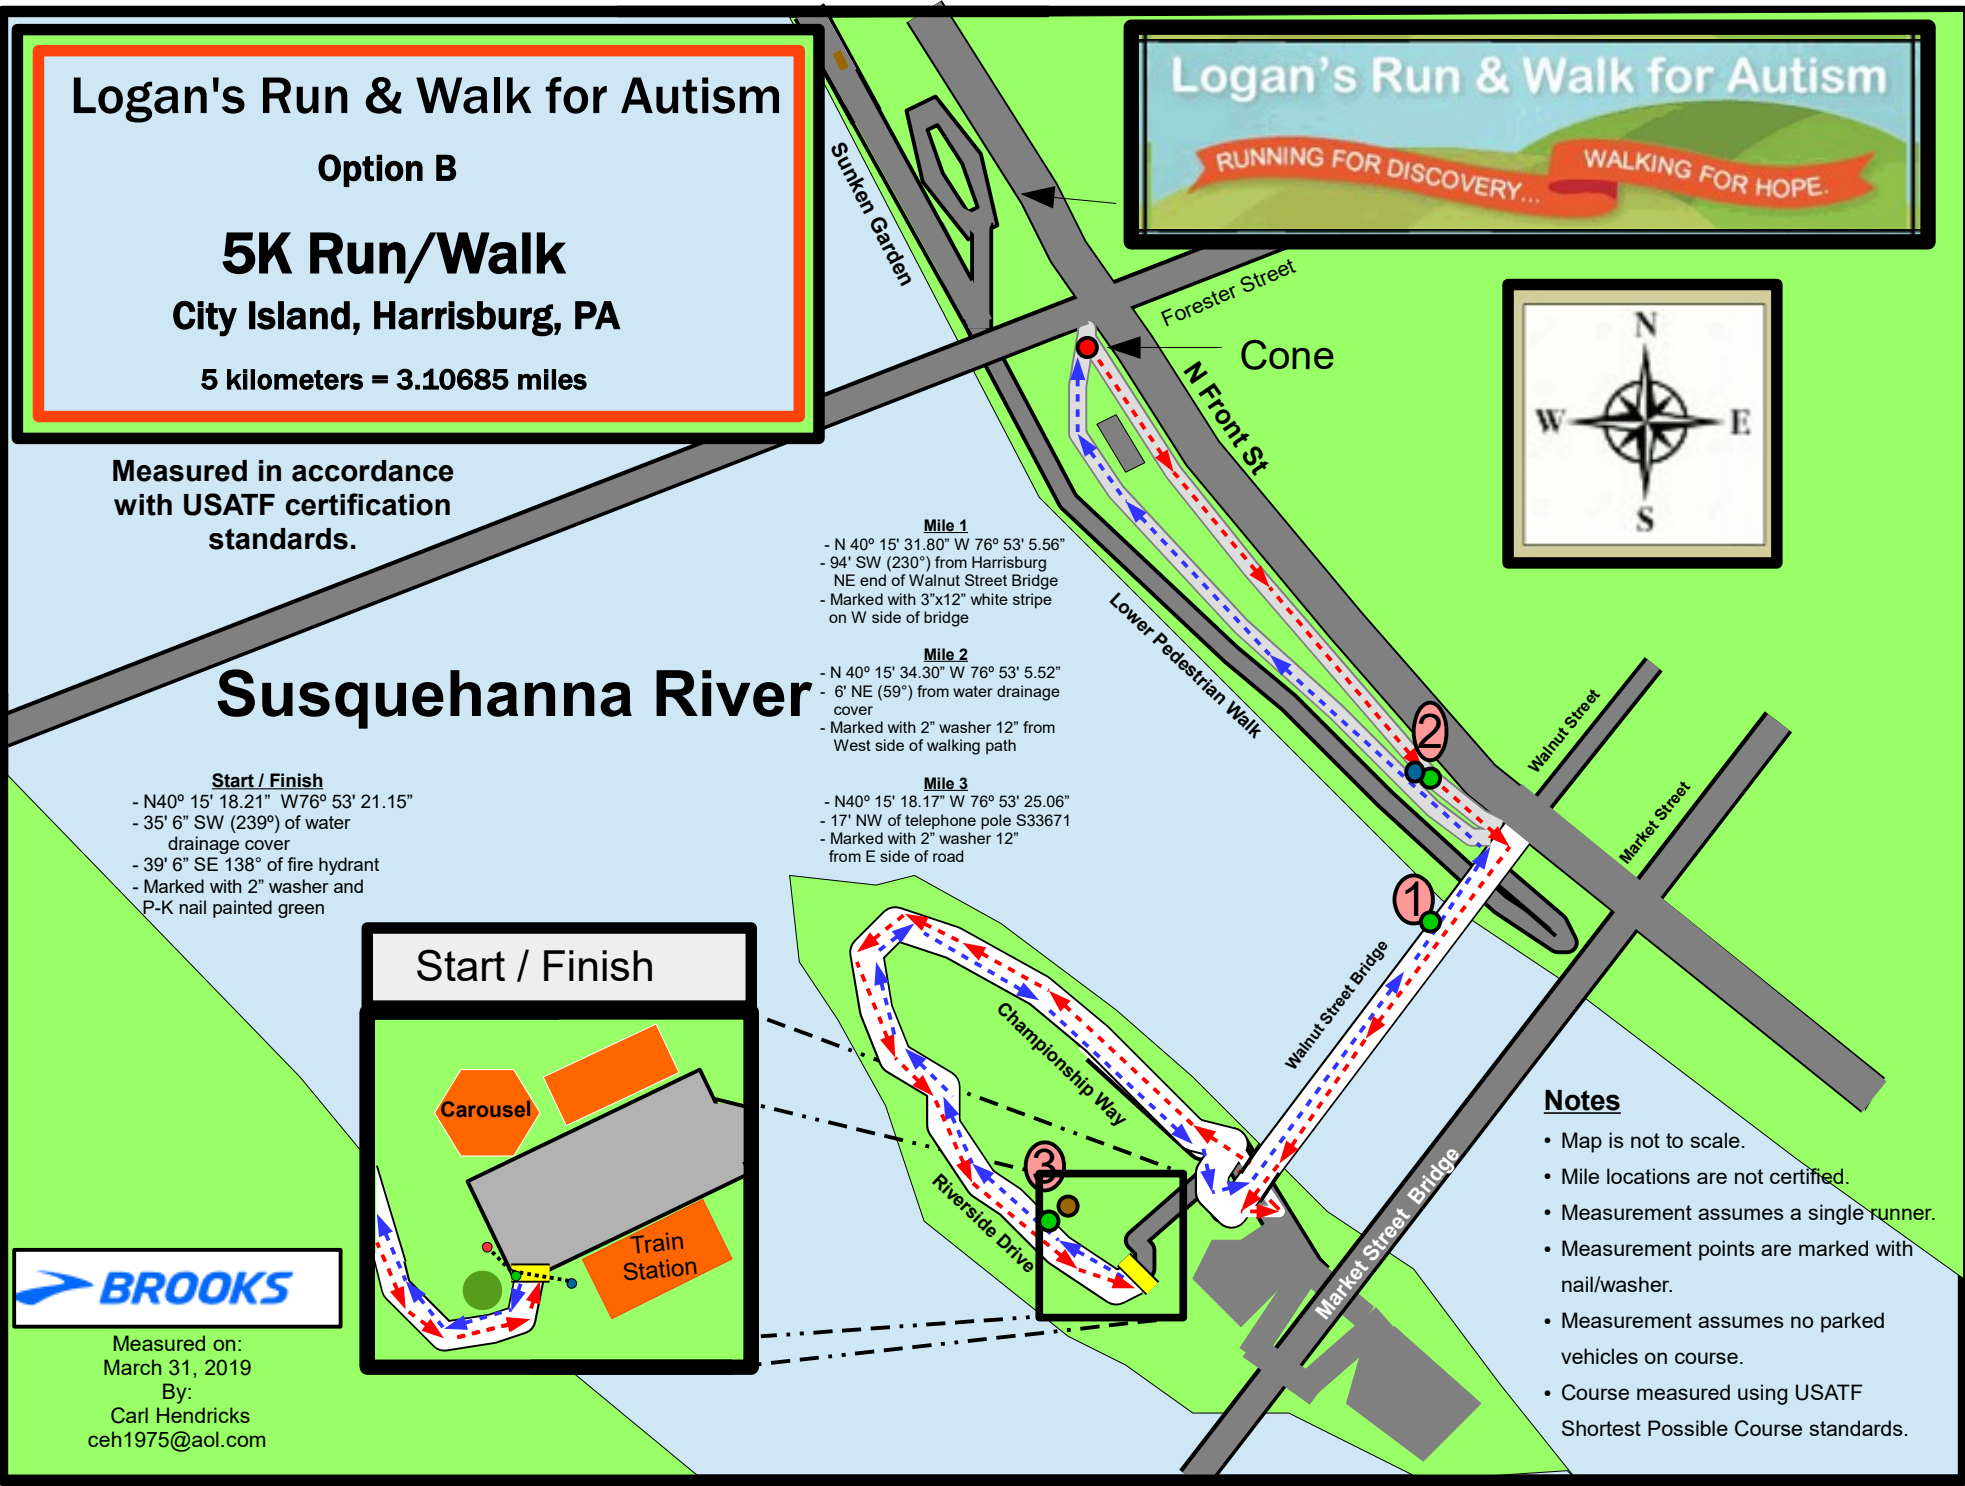 Logan's Run & Walk for Autism
Option B
5K Run/Walk
City Island, Harrisburg, PA
5 kilometers = 3.10685 miles
Logan's Run & Walk for Autism
RUNNING FOR DISCOVERY...
WALKING FOR HOPE.
Measured in accordance
with USATF certification
standards.
Sunken Garden
Forester Street
Cone
N Front St
N
W
E
S
Mile 1
- N 40º 15' 31.80” W 76º 53' 5.56”
- 94' SW (230°) from Harrisburg
NE end of Walnut Street Bridge
- Marked with 3”x12” white stripe
on W side of bridge
Mile 2
- N 40º 15' 34.30” W 76º 53' 5.52”
- 6' NE (59°) from water drainage
cover
- Marked with 2” washer 12” from
West side of walking path
Mile 3
- N40º 15' 18.17” W 76º 53' 25.06”
- 17' NW of telephone pole S33671
- Marked with 2” washer 12”
from E side of road
Lower Pedestrian Walk
Susquehanna River
Start / Finish
- N40º 15' 18.21” W76º 53' 21.15”
- 35' 6” SW (239º) of water
drainage cover
- 39' 6” SE 138° of fire hydrant
- Marked with 2” washer and
P-K nail painted green
2
Walnut Street
Market Street
1
Walnut Street Bridge
Championship Way
3
Riverside Drive
Market Street Bridge
Start / Finish
Carousel
Train
Station
BROOKS
Measured on:
March 31, 2019
By:
Carl Hendricks
ceh1975@aol.com
Notes
• Map is not to scale.
• Mile locations are not certified.
• Measurement assumes a single runner.
• Measurement points are marked with
nail/washer.
• Measurement assumes no parked
vehicles on course.
• Course measured using USATF
Shortest Possible Course standards.